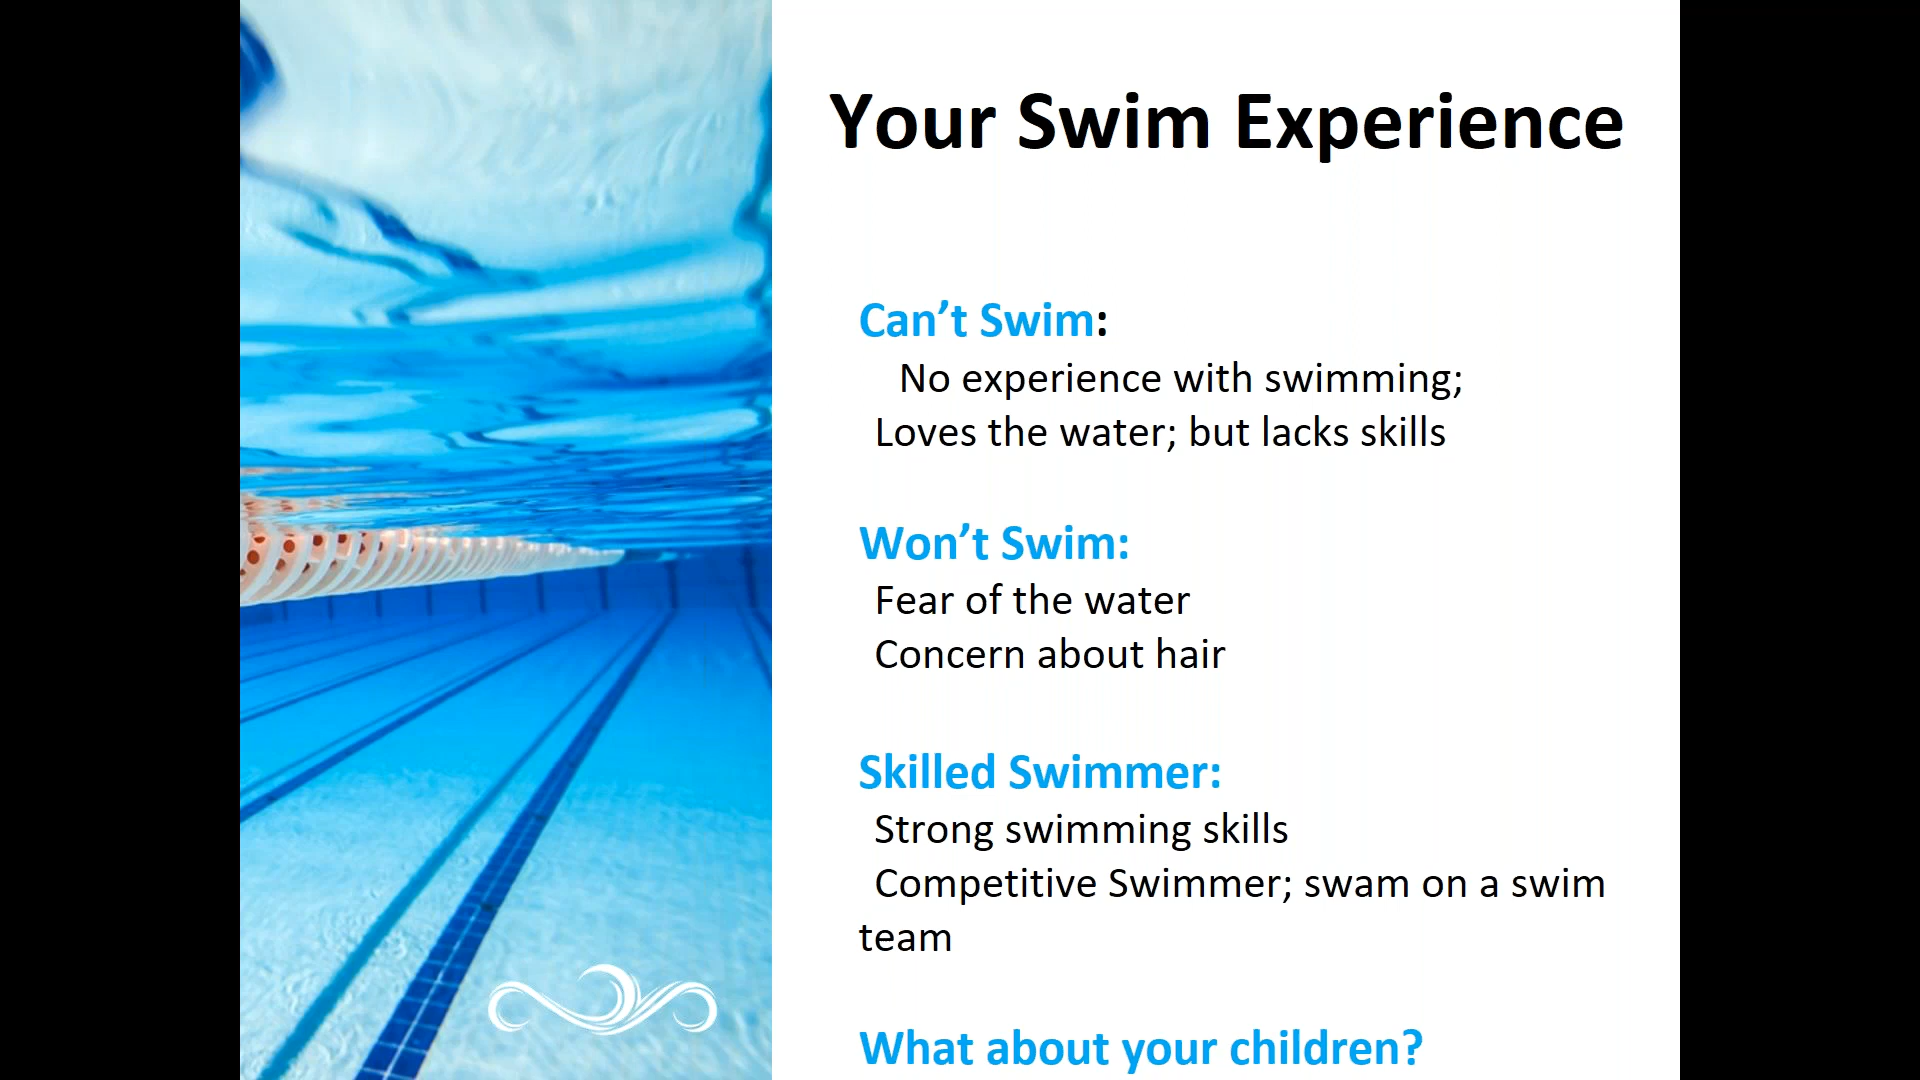 Your Swim Experience
Can’t Swim:
No experience with swimming;
Loves the water; but lacks skills
Won’t Swim:
Fear of the water
Concern about hair
Skilled Swimmer:
Strong swimming skills
Competitive Swimmer; swam on a swim
team
What about your children?